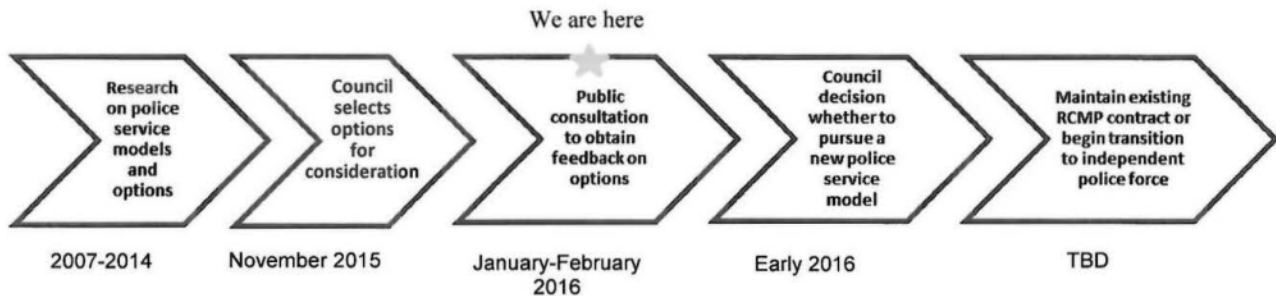 We are here
Research
on police
service
models
and
options
Council
selects
options
for
consideration
Public
consultation
to obtain
feedback on
options
Council
decision
whether to
pursue a
new police
service
model
Maintain existing
RCMP contract or
begin transition
to independent
police force
2007-2014
November 2015
January-February
2016
Early 2016
TBD